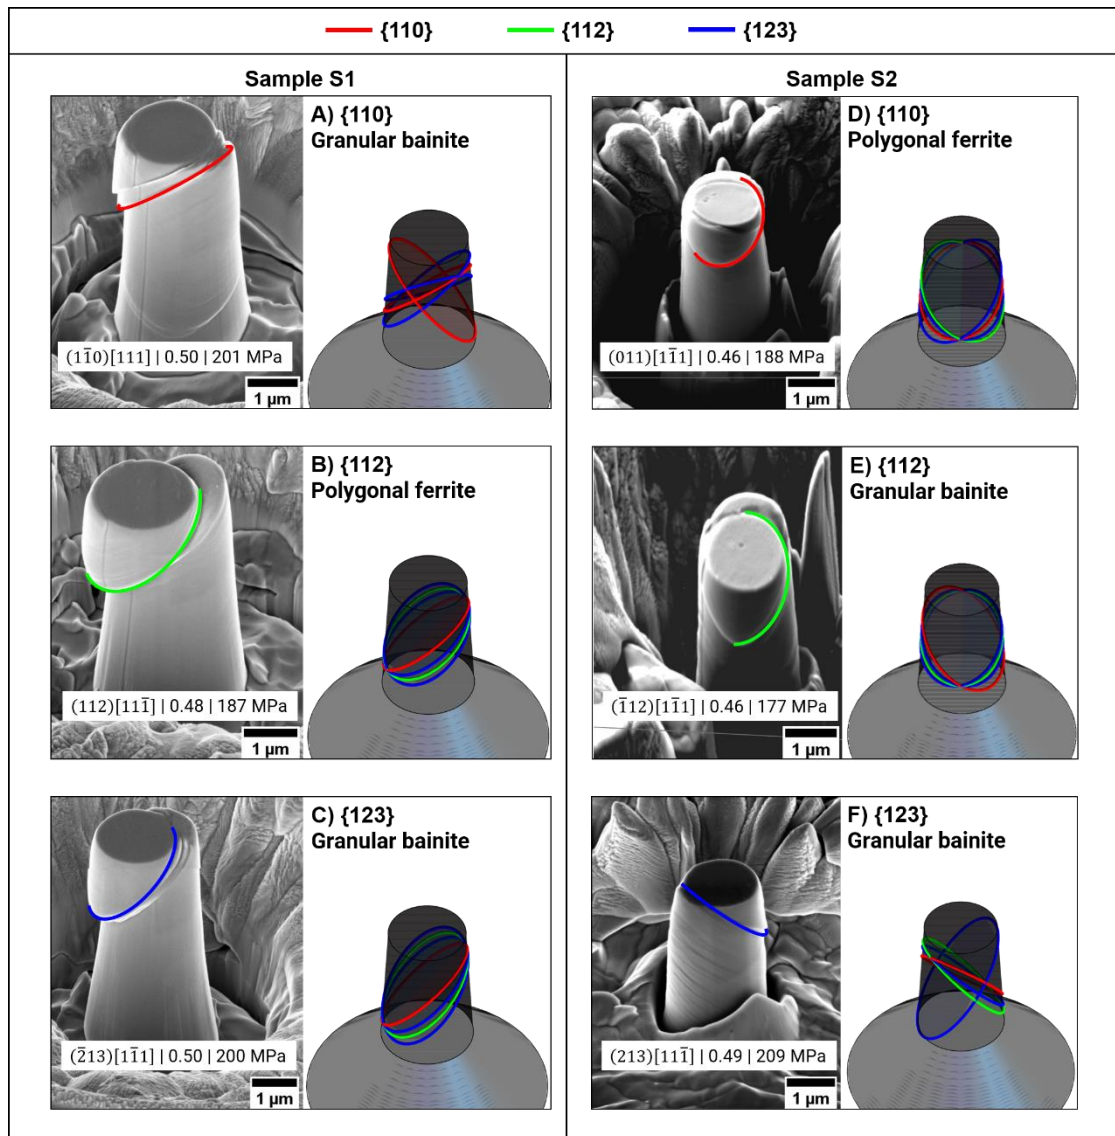 {110} {112} {123}
Sample S1
Sample S2
A) {110}
Granular bainite
(11̅0)[111] | 0.50 | 201 MPa
1 µm
D) {110}
Polygonal ferrite
(011)[11̅1] | 0.46 | 188 MPa
1 µm
B) {112}
Polygonal ferrite
(112)[111̅] | 0.48 | 187 MPa
1 µm
E) {112}
Granular bainite
(1̅12)[11̅1] | 0.46 | 177 MPa
1 µm
C) {123}
Granular bainite
(2̅13)[11̅1] | 0.50 | 200 MPa
1 µm
F) {123}
Granular bainite
(213)[111̅] | 0.49 | 209 MPa
1 µm